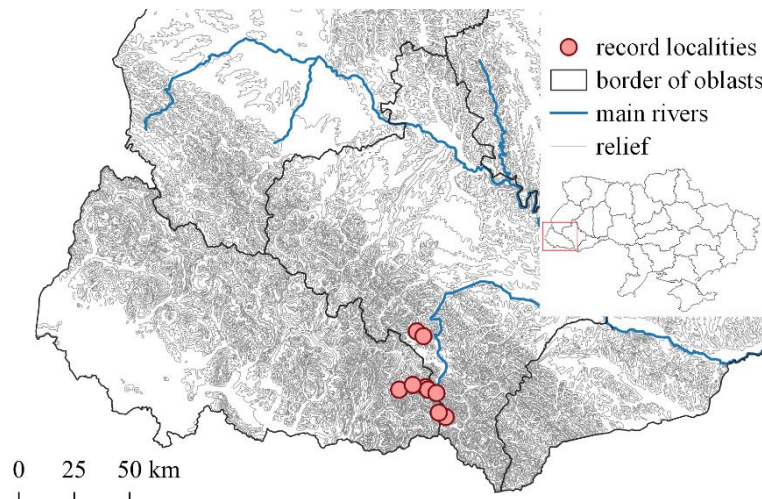 record localities
border of oblasts
main rivers
relief
0 25 50 km